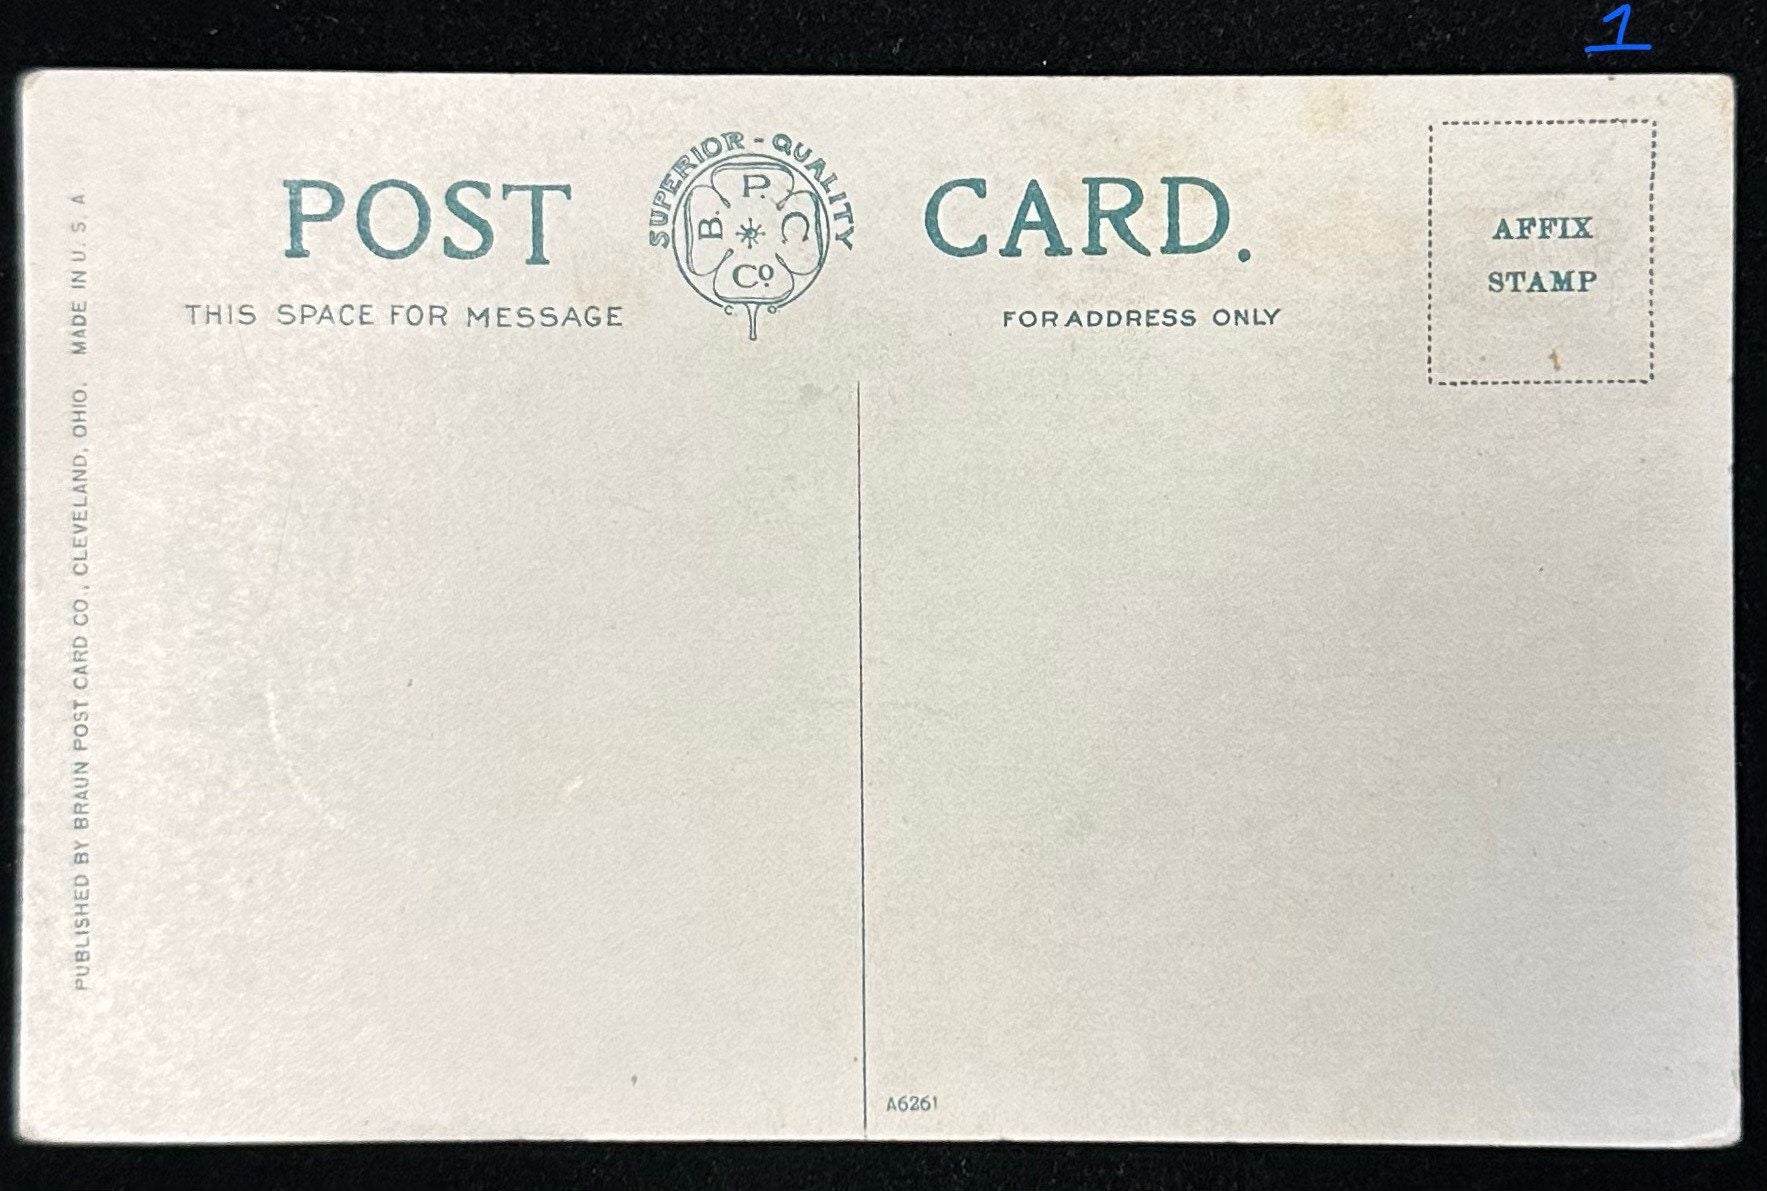 1
SUPERIOR - QUALITY
POST
B. P. C
Co
C O
CARD.
AFFIX
STAMP
THIS SPACE FOR MESSAGE
FOR ADDRESS ONLY
PUBLISHED BY BRAUN POST CARD CO., CLEVELAND, OHIO. MADE IN U. S. A
A6261